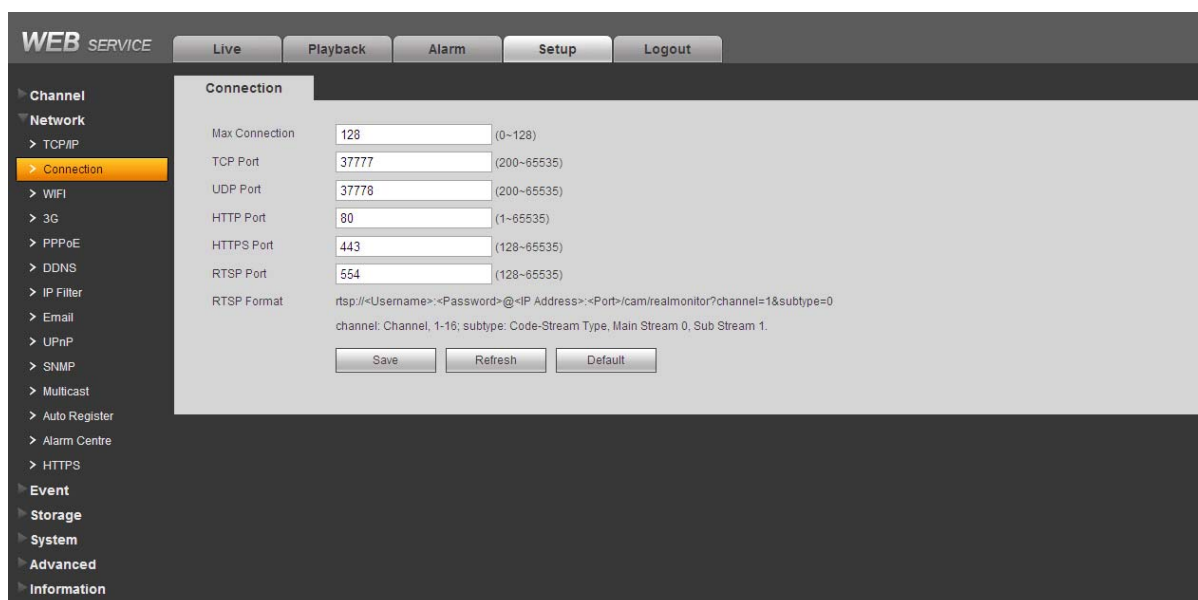 WEB SERVICE
Live Playback Alarm Setup Logout
Channel
Network
> TCP/IP
> Connection
> WIFI
> 3G
> PPPoE
> DDNS
> IP Filter
> Email
> UPnP
> SNMP
> Multicast
> Auto Register
> Alarm Centre
> HTTPS
Event
Storage
System
Advanced
Information
Connection
Max Connection 128 (0~128)
TCP Port 37777 (200~65535)
UDP Port 37778 (200~65535)
HTTP Port 80 (1~65535)
HTTPS Port 443 (128~65535)
RTSP Port 554 (128~65535)
RTSP Format rtsp://<Username>:<Password>@<IP Address>:<Port>/cam/realmonitor?channel=1&subtype=0
channel: Channel, 1-16; subtype: Code-Stream Type, Main Stream 0, Sub Stream 1.
Save Refresh Default